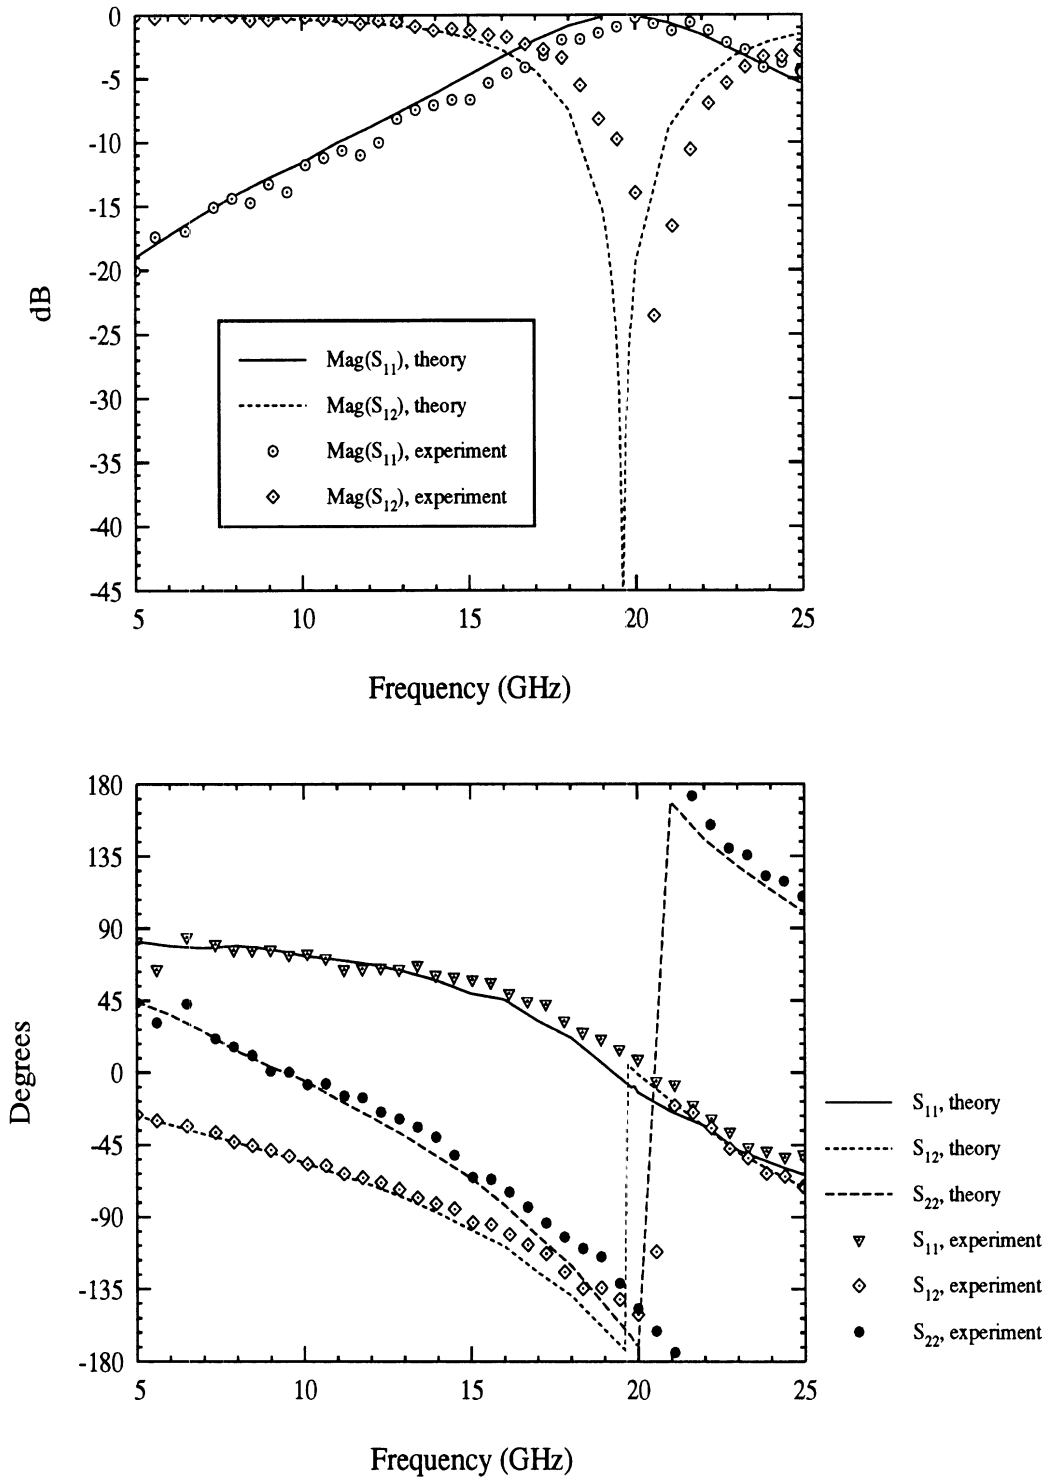 0
-5
-10
-15
-20
-25
-30
-35
-40
-45
dB
Mag(S11), theory
Mag(S12), theory
Mag(S11), experiment
Mag(S12), experiment
5 10 15 20 25
Frequency (GHz)
180
135
90
45
0
-45
-90
-135
-180
Degrees
S11, theory
S12, theory
S22, theory
S11, experiment
S12, experiment
S22, experiment
5 10 15 20 25
Frequency (GHz)